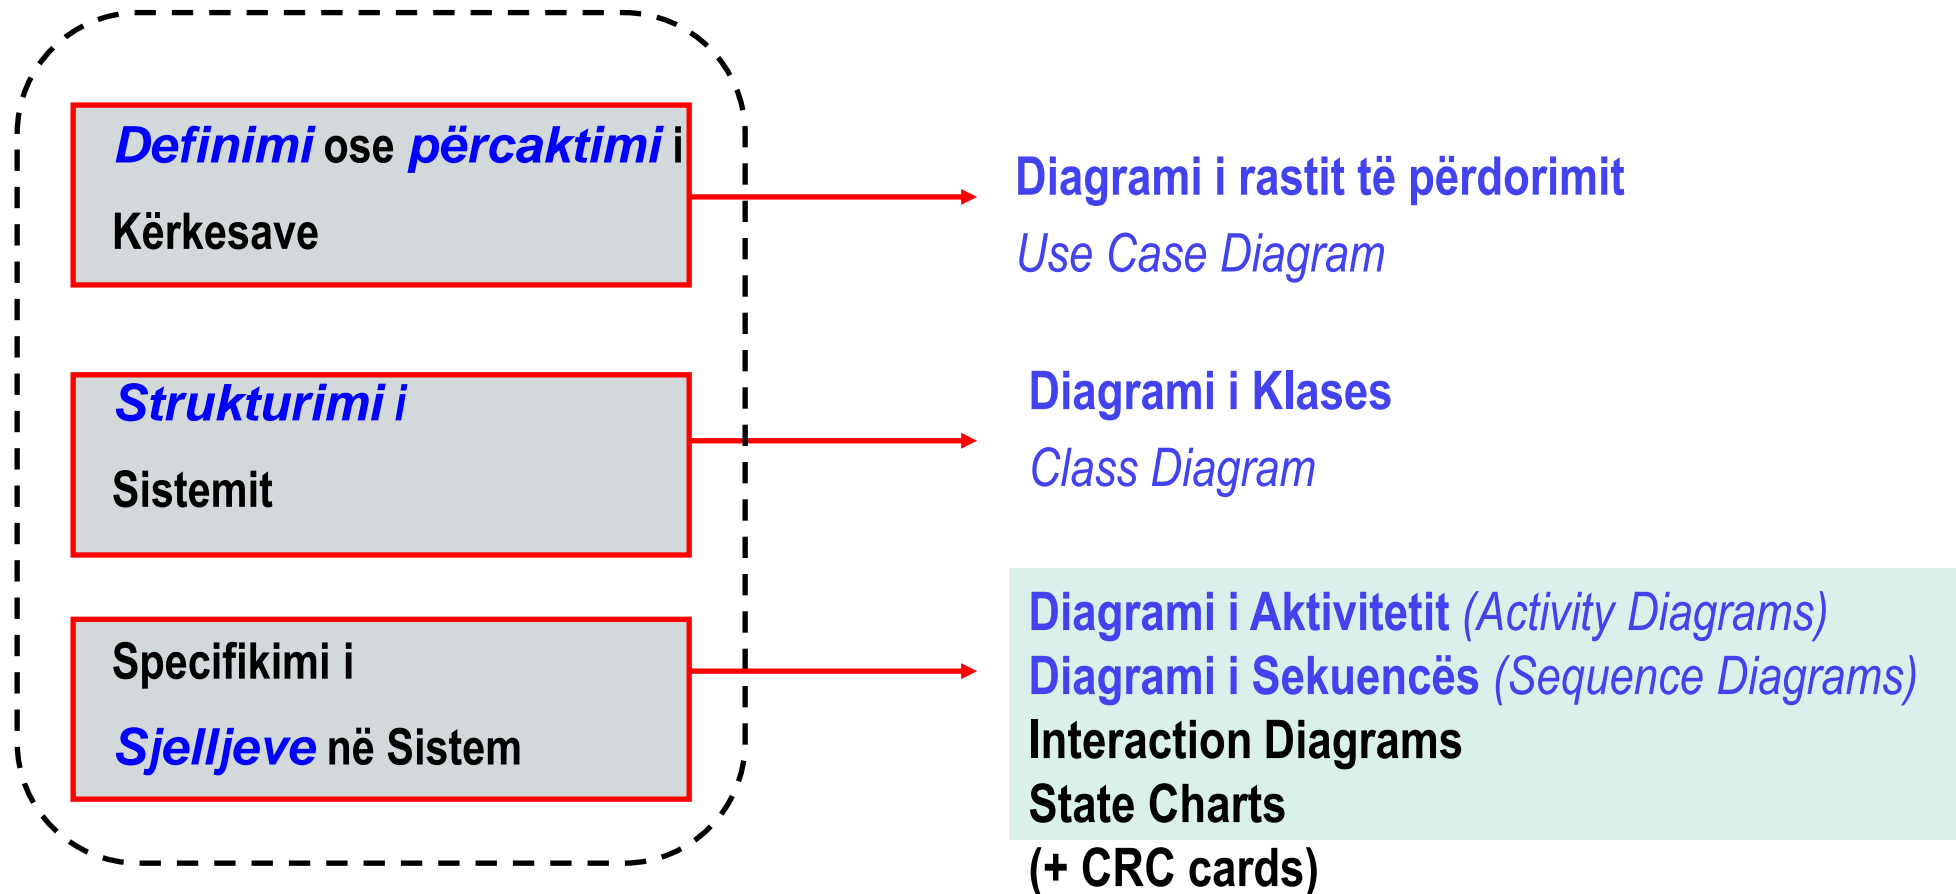 Definimi ose përcaktimi i
Kërkesave
Diagrami i rastit të përdorimit
Use Case Diagram
Strukturimi i
Sistemit
Diagrami i Klases
Class Diagram
Specifikimi i
Sjelljeve në Sistem
Diagrami i Aktivitetit (Activity Diagrams)
Diagrami i Sekuencës (Sequence Diagrams)
Interaction Diagrams
State Charts
(+ CRC cards)